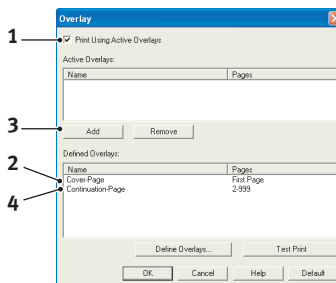 Overlay
1
Print Using Active Overlays
Active Overlays:
Name Pages
3
Add Remove
Defined Overlays:
Name Pages
2
Cover-Page First Page
4
Continuation-Page 2-999
Define Overlays... Test Print
OK Cancel Help Default